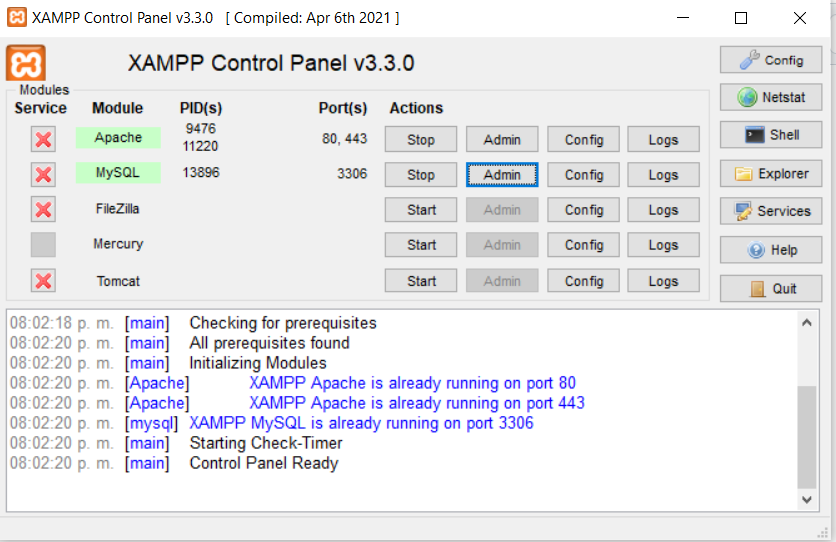 XAMPP Control Panel v3.3.0 [ Compiled: Apr 6th 2021 ]
XAMPP Control Panel v3.3.0
Config
Modules
Service Module PID(s) Port(s) Actions
Netstat
Apache 9476 11220 80, 443 Stop Admin Config Logs
Shell
MySQL 13896 3306 Stop Admin Config Logs
Explorer
FileZilla Start Admin Config Logs
Services
Mercury Start Admin Config Logs
Help
Tomcat Start Admin Config Logs
Quit
08:02:18 p. m. [main] Checking for prerequisites
08:02:20 p. m. [main] All prerequisites found
08:02:20 p. m. [main] Initializing Modules
08:02:20 p. m. [Apache] XAMPP Apache is already running on port 80
08:02:20 p. m. [Apache] XAMPP Apache is already running on port 443
08:02:20 p. m. [mysql] XAMPP MySQL is already running on port 3306
08:02:20 p. m. [main] Starting Check-Timer
08:02:20 p. m. [main] Control Panel Ready